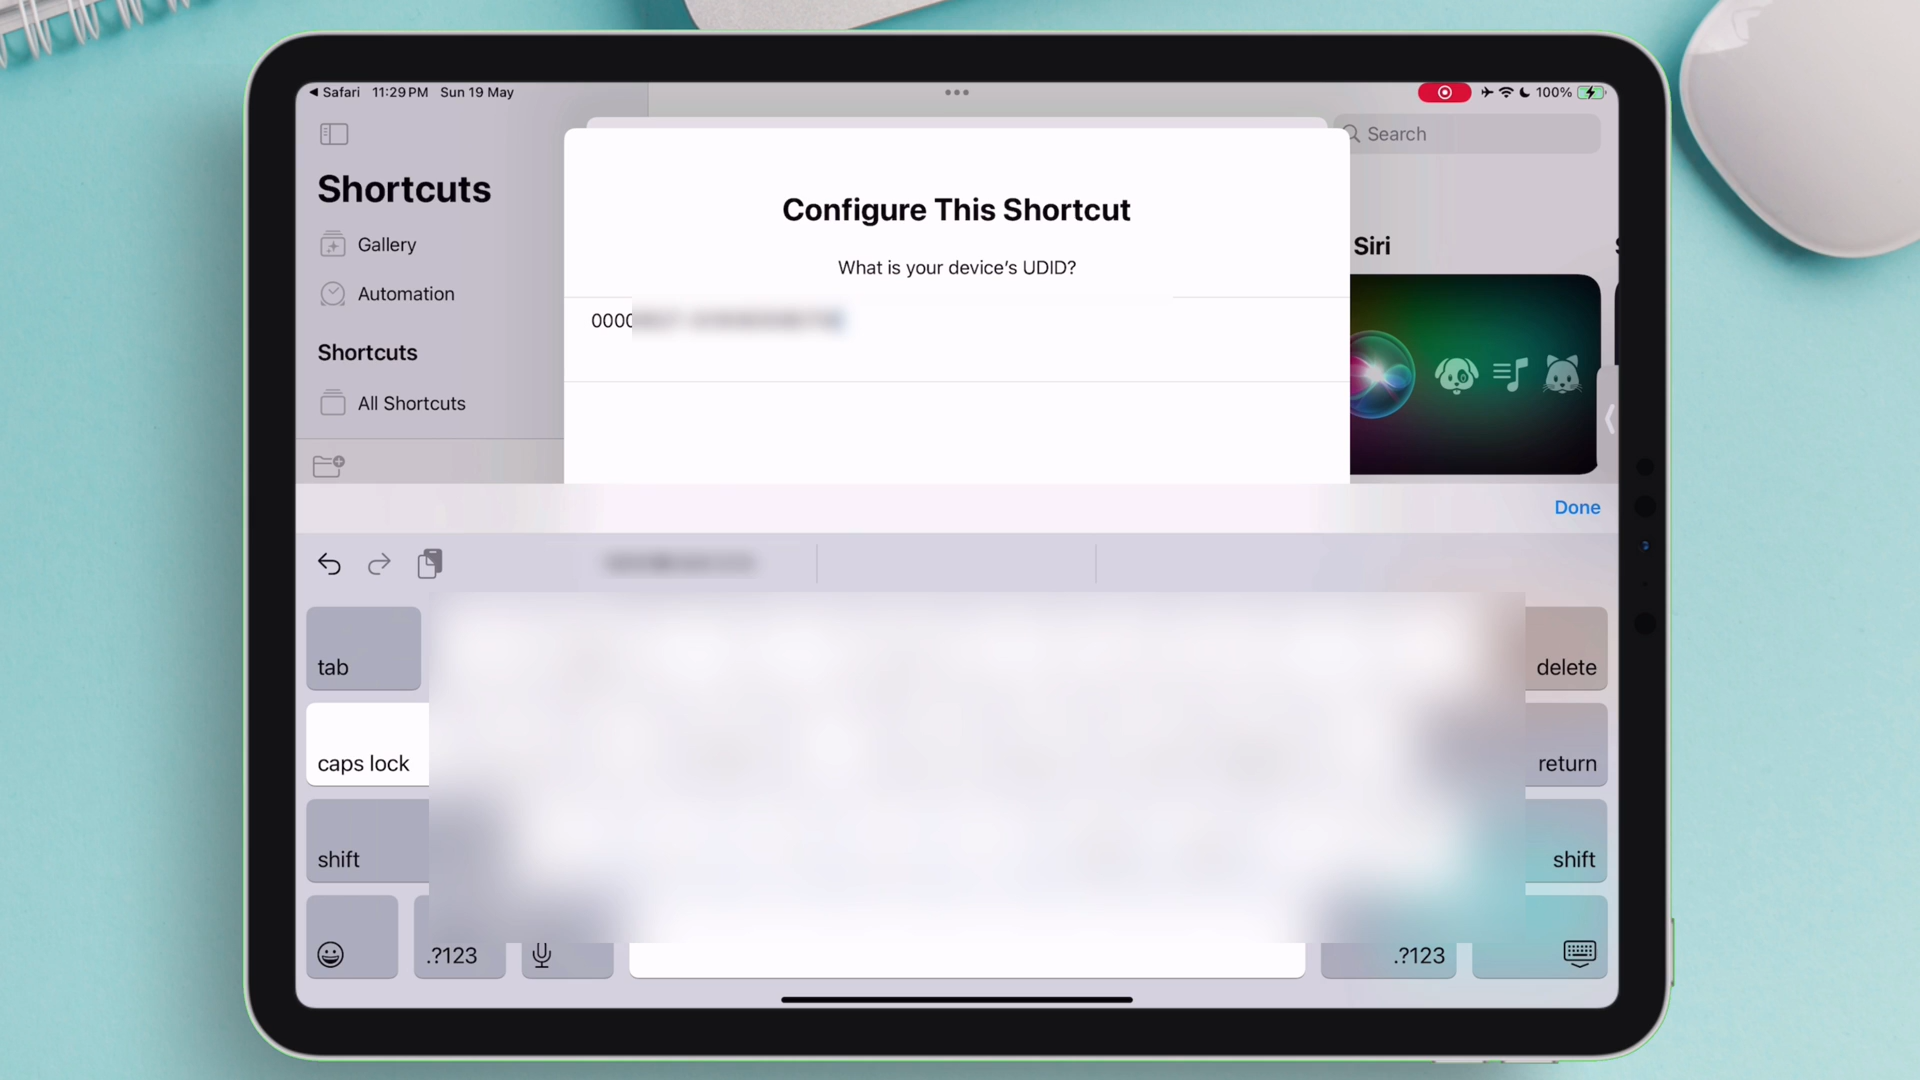 Safari 11:29 PM Sun 19 May
100%
Search
Shortcuts
Configure This Shortcut
Gallery
Siri
What is your device's UDID?
Automation
0000
Shortcuts
All Shortcuts
Done
tab
delete
caps lock
return
shift
shift
.?123
.?123